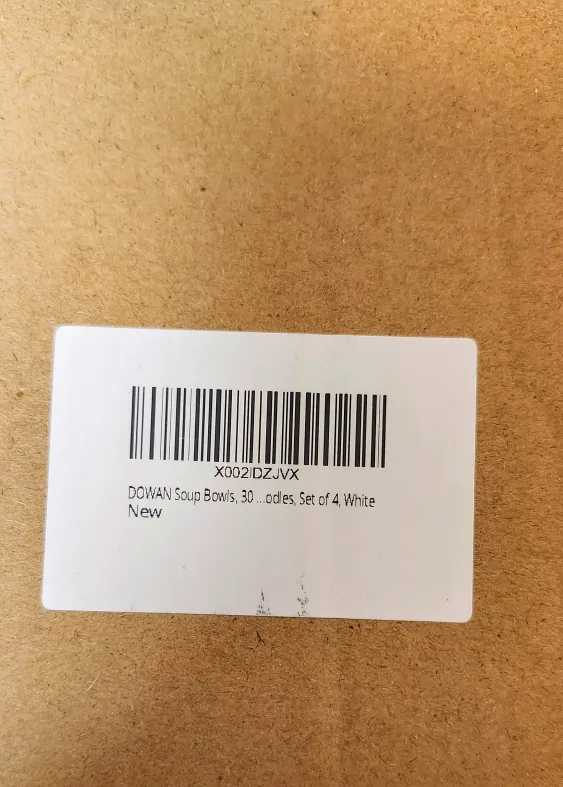 X002IDZJVX
DOWAN Soup Bowls, 30 ...odles, Set of 4, White
New